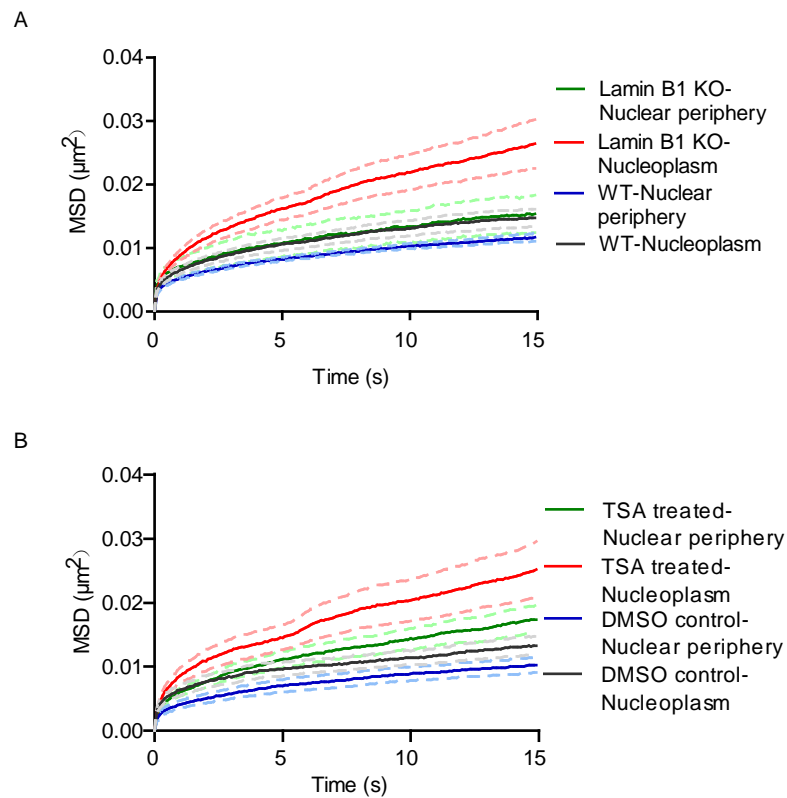 A
0.04
0.03
0.02
0.01
0.00
MSD (µm²)
0
5
10
15
Time (s)
Lamin B1 KO-
Nuclear periphery
Lamin B1 KO-
Nucleoplasm
WT-Nuclear
periphery
WT-Nucleoplasm
B
0.04
0.03
0.02
0.01
0.00
MSD (µm²)
0
5
10
15
Time (s)
TSA treated-
Nuclear periphery
TSA treated-
Nucleoplasm
DMSO control-
Nuclear periphery
DMSO control-
Nucleoplasm